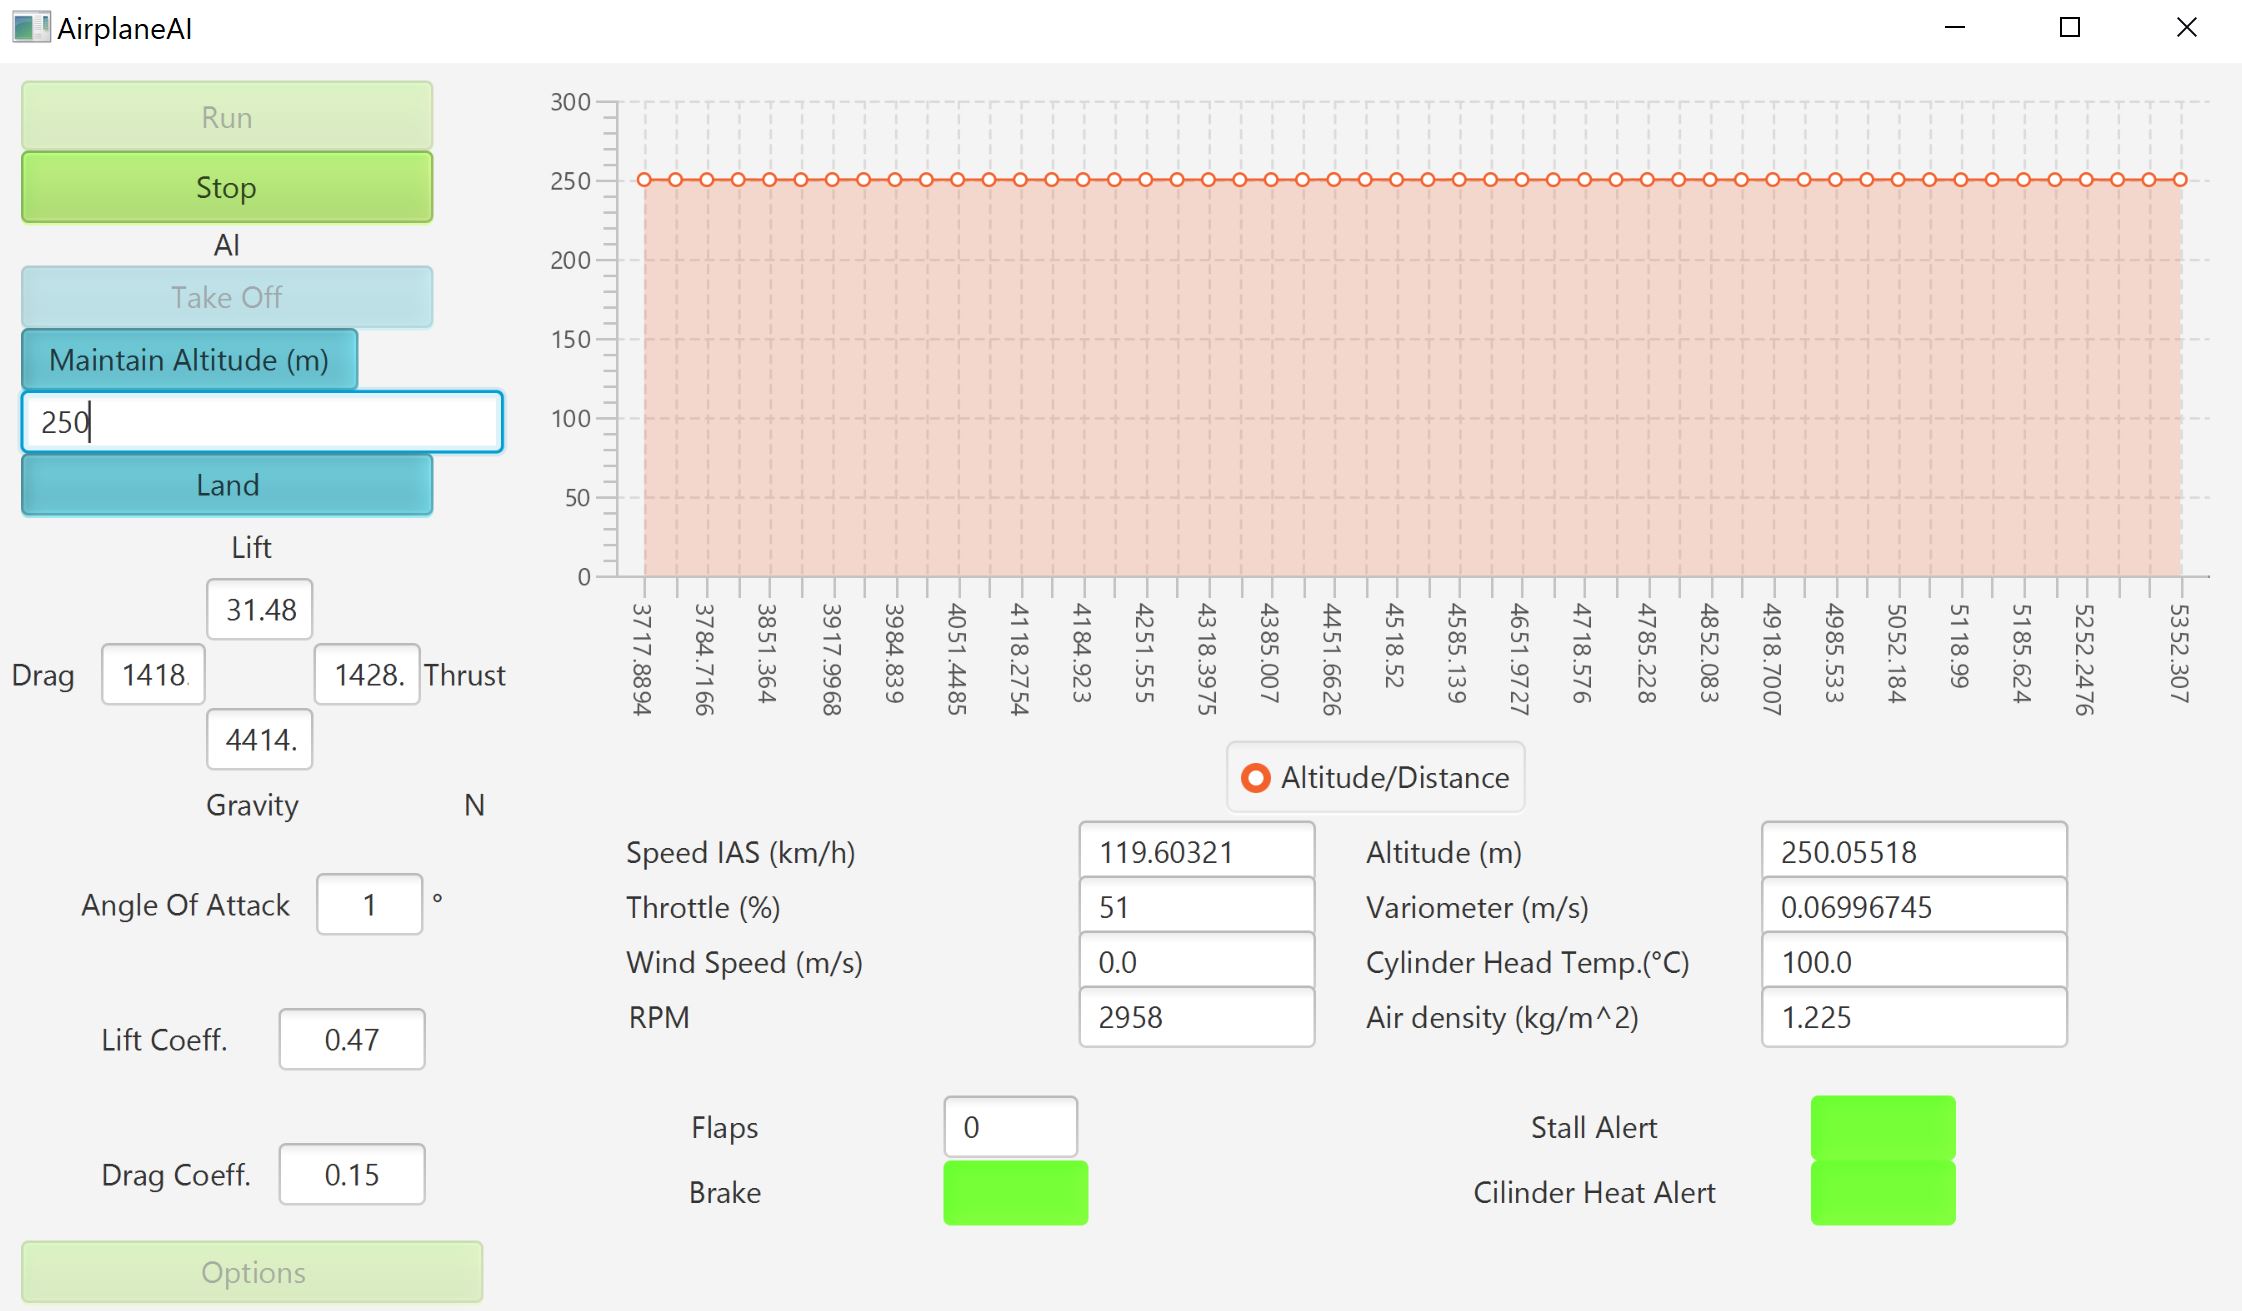 AirplaneAI
Run
Stop
AI
Take Off
Maintain Altitude (m)
250
Land
Lift
31.48
Drag 1418. 1428. Thrust
4414.
Gravity N
Angle Of Attack 1 °
Lift Coeff. 0.47
Drag Coeff. 0.15
Options
300
250
200
150
100
50
0
3717.8894 3784.7166 3851.364 3917.9968 3984.839 4051.4485 4118.2754 4184.923 4251.555 4318.3975 4385.007 4451.6626 4518.52 4585.139 4651.9727 4718.576 4785.228 4852.083 4918.7007 4985.533 5052.184 5118.99 5185.624 5252.2476 5352.307
Altitude/Distance
Speed IAS (km/h) 119.60321 Altitude (m) 250.05518
Throttle (%) 51 Variometer (m/s) 0.06996745
Wind Speed (m/s) 0.0 Cylinder Head Temp.(°C) 100.0
RPM 2958 Air density (kg/m^2) 1.225
Flaps 0 Stall Alert
Brake Cilinder Heat Alert